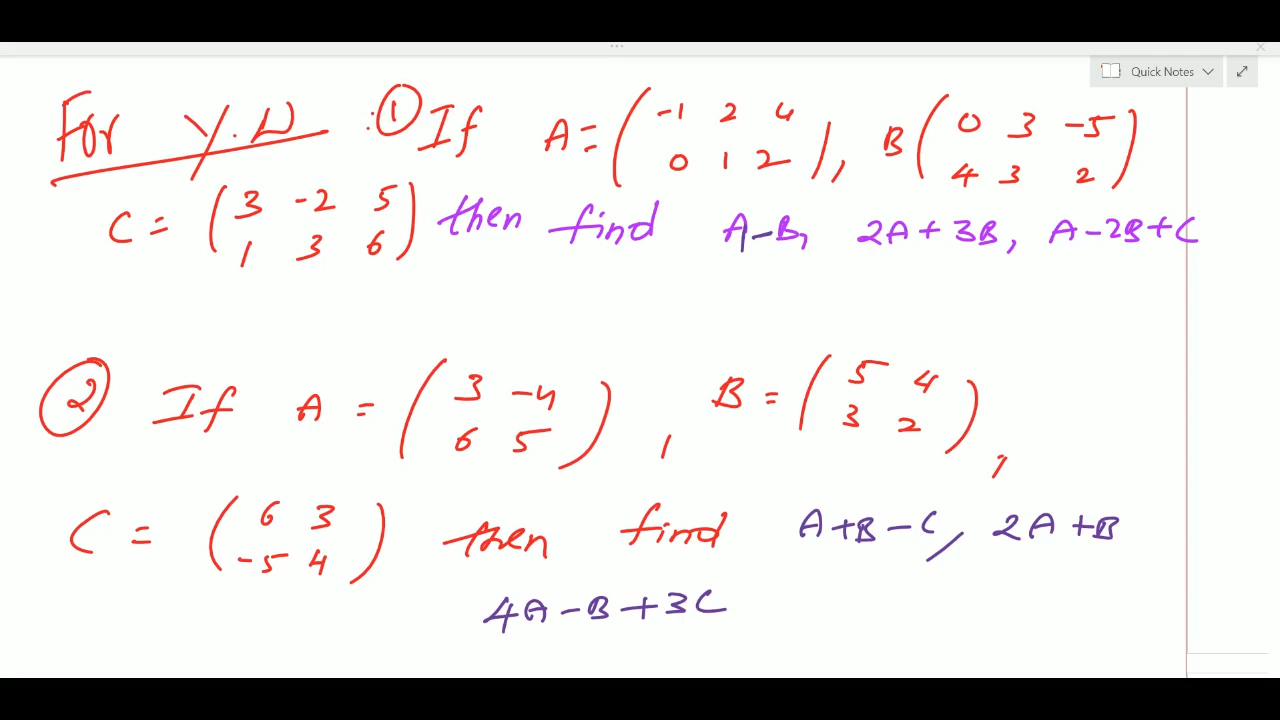 Quick Notes
For Y.W :① If A = ( -1 2 4 ), B ( 0 3 -5 )
0 1 2 4 3 2
C = ( 3 -2 5 ) then find A-B, 2A+3B, A-2B+C
1 3 6
② If A = ( 3 -4 ), B = ( 5 4 ),
6 5 3 2
C = ( 6 3 ) then find A+B-C, 2A+B
-5 4
4A-B+3C